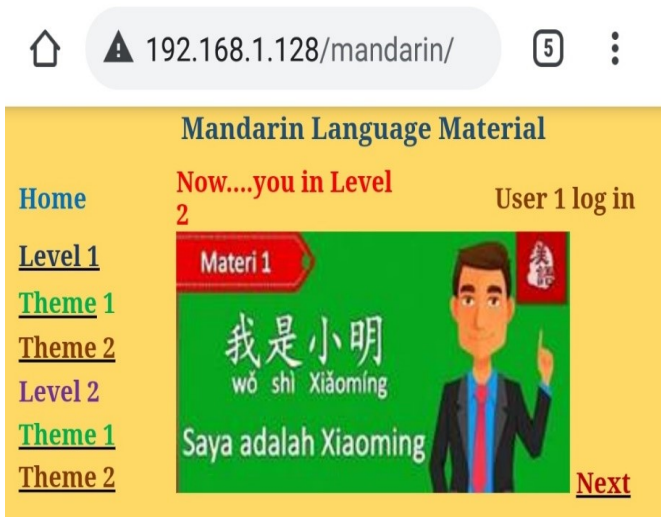 192.168.1.128/mandarin/
5
Mandarin Language Material
Home
Now....you in Level
2
User 1 log in
Level 1
Theme 1
Theme 2
Level 2
Theme 1
Theme 2
Materi 1
美語
我是小明
wǒ shì Xiǎomíng
Saya adalah Xiaoming
Next